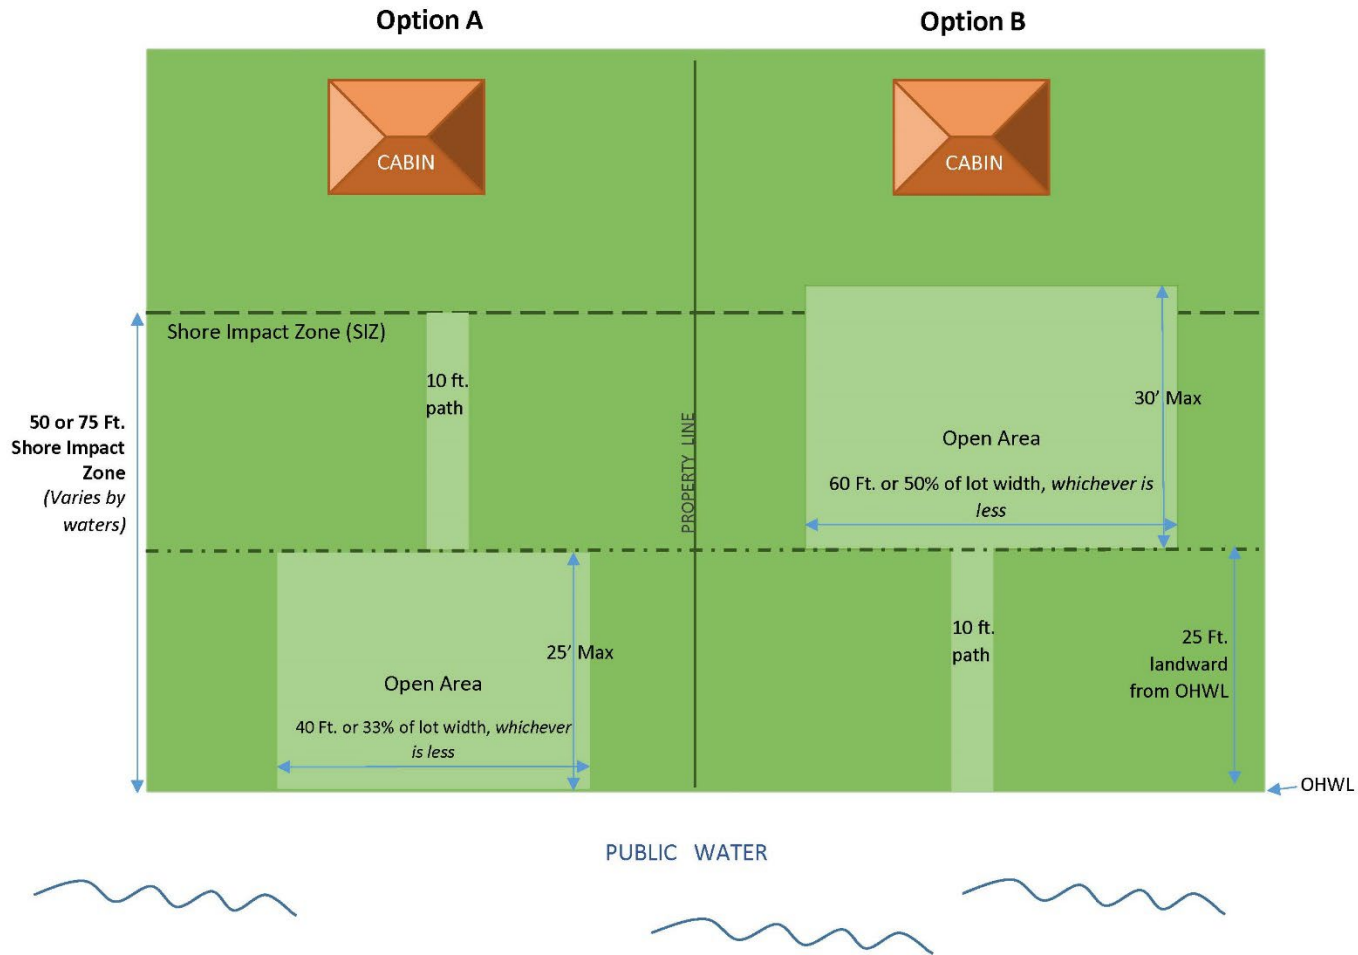 Option A
Option B
CABIN
CABIN
Shore Impact Zone (SIZ)
10 ft.
path
50 or 75 Ft.
Shore Impact
Zone
(Varies by
waters)
PROPERTY LINE
30’ Max
Open Area
60 Ft. or 50% of lot width, whichever is
less
25’ Max
Open Area
40 Ft. or 33% of lot width, whichever
is less
10 ft.
path
25 Ft.
landward
from OHWL
OHWL
PUBLIC WATER